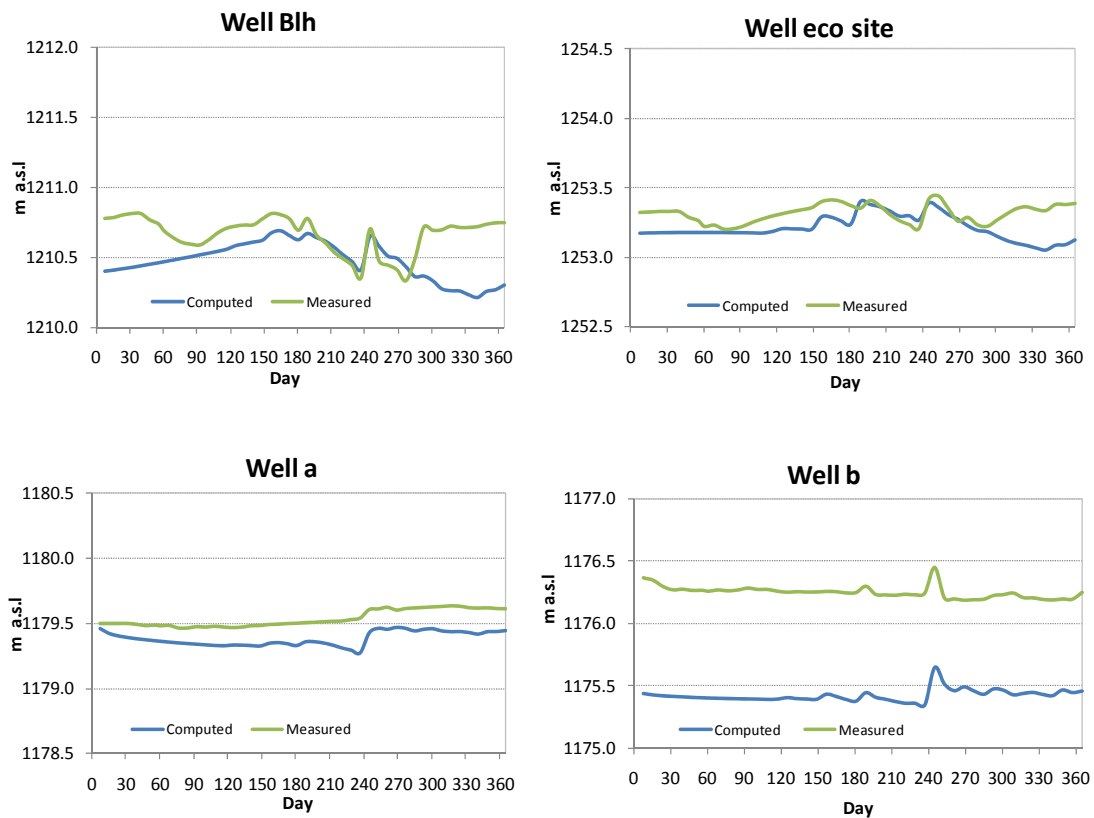 Well Blh
1212.0
1211.5
1211.0
1210.5
1210.0
m a.s.l
Computed Measured
0 30 60 90 120 150 180 210 240 270 300 330 360
Day
Well eco site
1254.5
1254.0
1253.5
1253.0
1252.5
m a.s.l
Computed Measured
0 30 60 90 120 150 180 210 240 270 300 330 360
Day
Well a
1180.5
1180.0
1179.5
1179.0
1178.5
m a.s.l
Computed Measured
0 30 60 90 120 150 180 210 240 270 300 330 360
Day
Well b
1177.0
1176.5
1176.0
1175.5
1175.0
m a.s.l
Computed Measured
0 30 60 90 120 150 180 210 240 270 300 330 360
Day